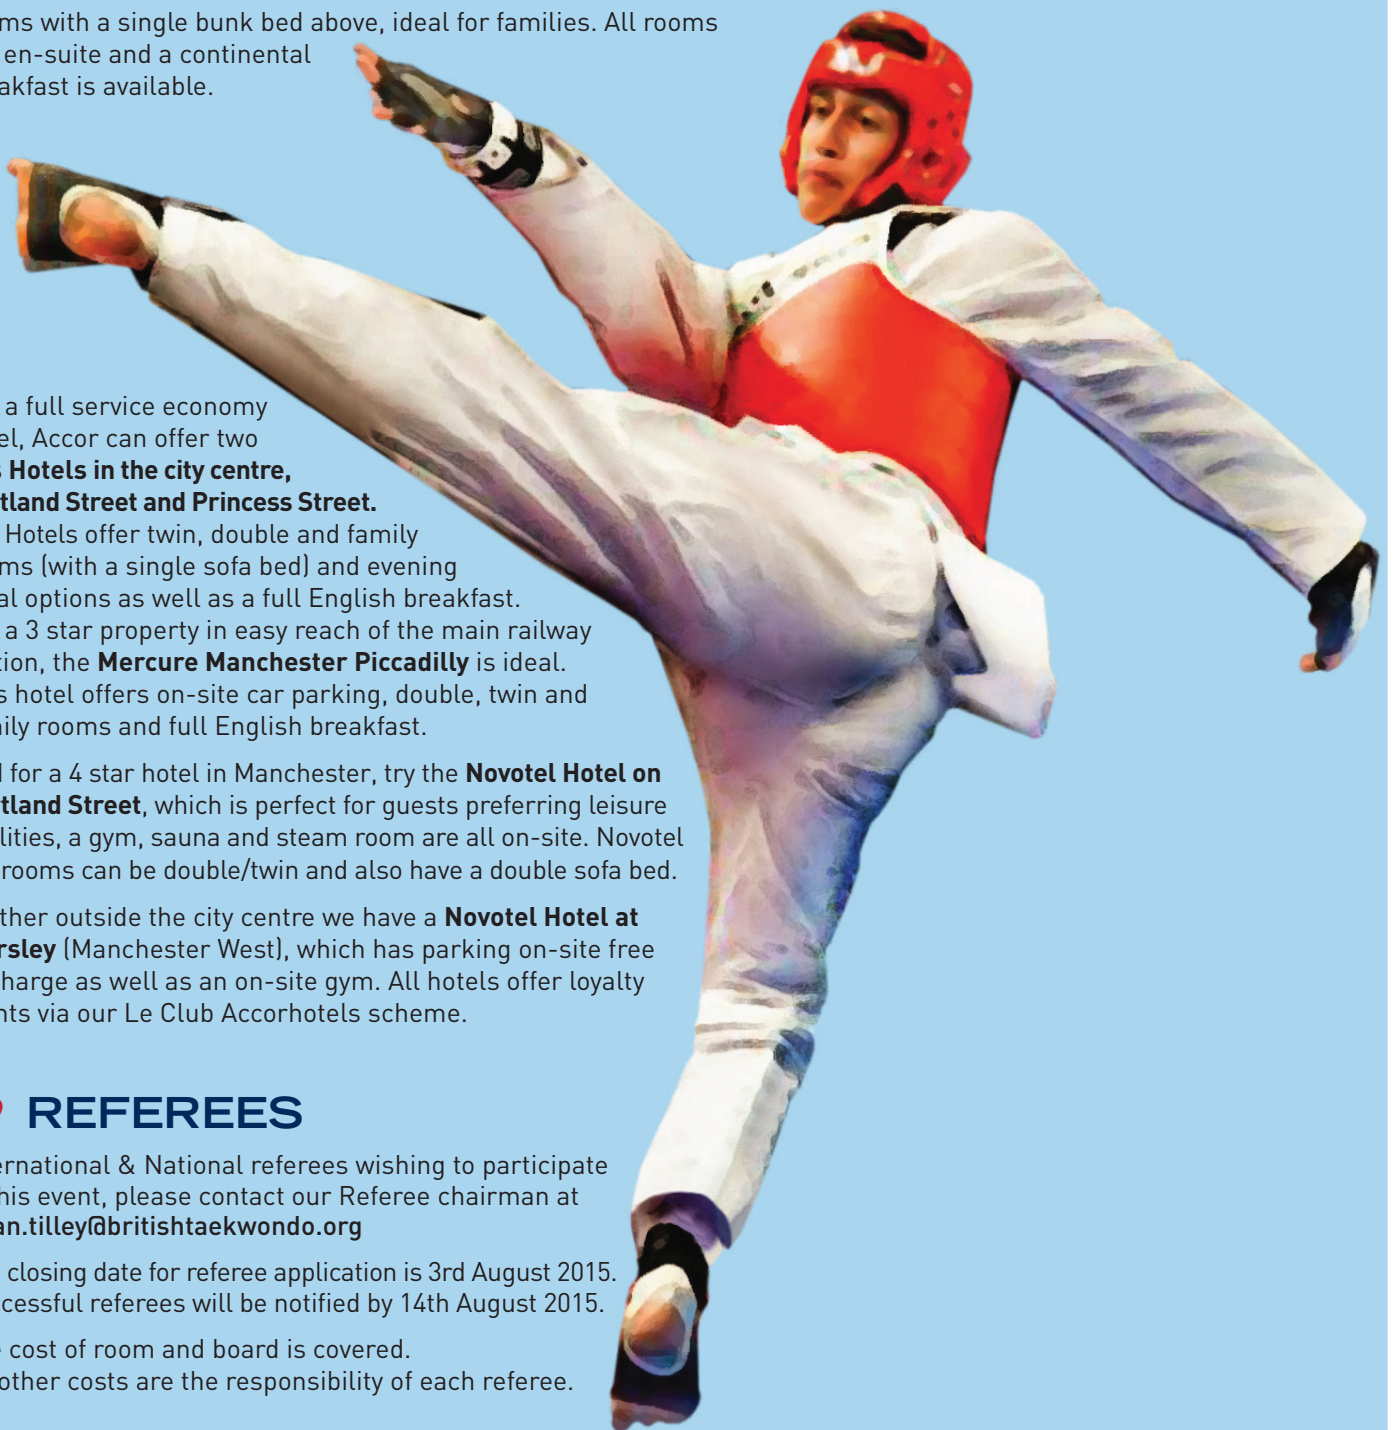 ms with a single bunk bed above, ideal for families. All rooms
en-suite and a continental
akfast is available.
a full service economy
el, Accor can offer two
s Hotels in the city centre,
tland Street and Princess Street.
Hotels offer twin, double and family
ms (with a single sofa bed) and evening
al options as well as a full English breakfast.
a 3 star property in easy reach of the main railway
tion, the Mercure Manchester Piccadilly is ideal.
s hotel offers on-site car parking, double, twin and
ily rooms and full English breakfast.
d for a 4 star hotel in Manchester, try the Novotel Hotel on
tland Street, which is perfect for guests preferring leisure
lities, a gym, sauna and steam room are all on-site. Novotel
rooms can be double/twin and also have a double sofa bed.
ther outside the city centre we have a Novotel Hotel at
rsley (Manchester West), which has parking on-site free
harge as well as an on-site gym. All hotels offer loyalty
nts via our Le Club Accorhotels scheme.
REFEREES
ernational & National referees wishing to participate
his event, please contact our Referee chairman at
an.tilley@britishtaekwondo.org
closing date for referee application is 3rd August 2015.
cessful referees will be notified by 14th August 2015.
e cost of room and board is covered.
other costs are the responsibility of each referee.